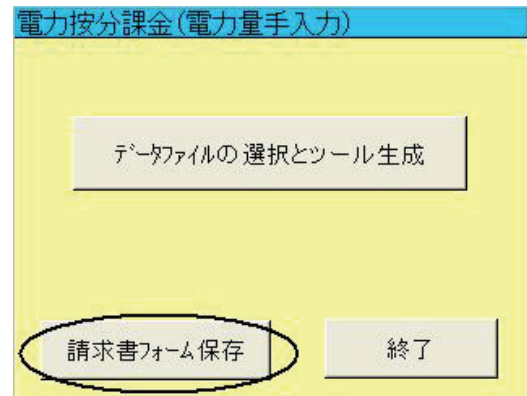 電力按分課金(電力量手入力)
ﾃﾞｰﾀﾌｧｲﾙの選択とツール生成
請求書ﾌｫｰﾑ保存
終了